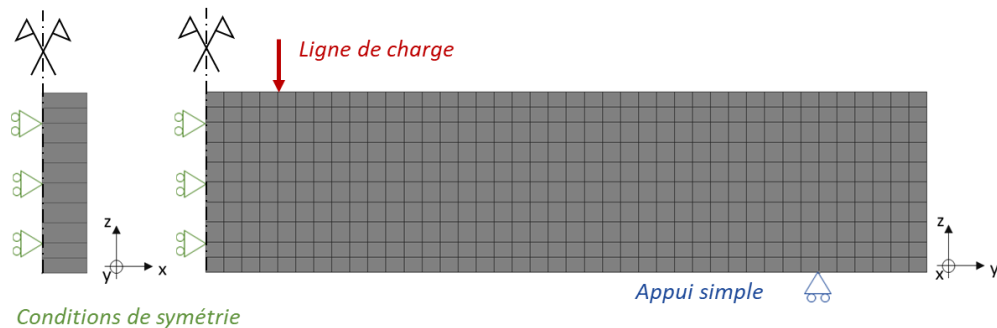 Ligne de charge
z
y
x
z
x
y
Appui simple
Conditions de symétrie